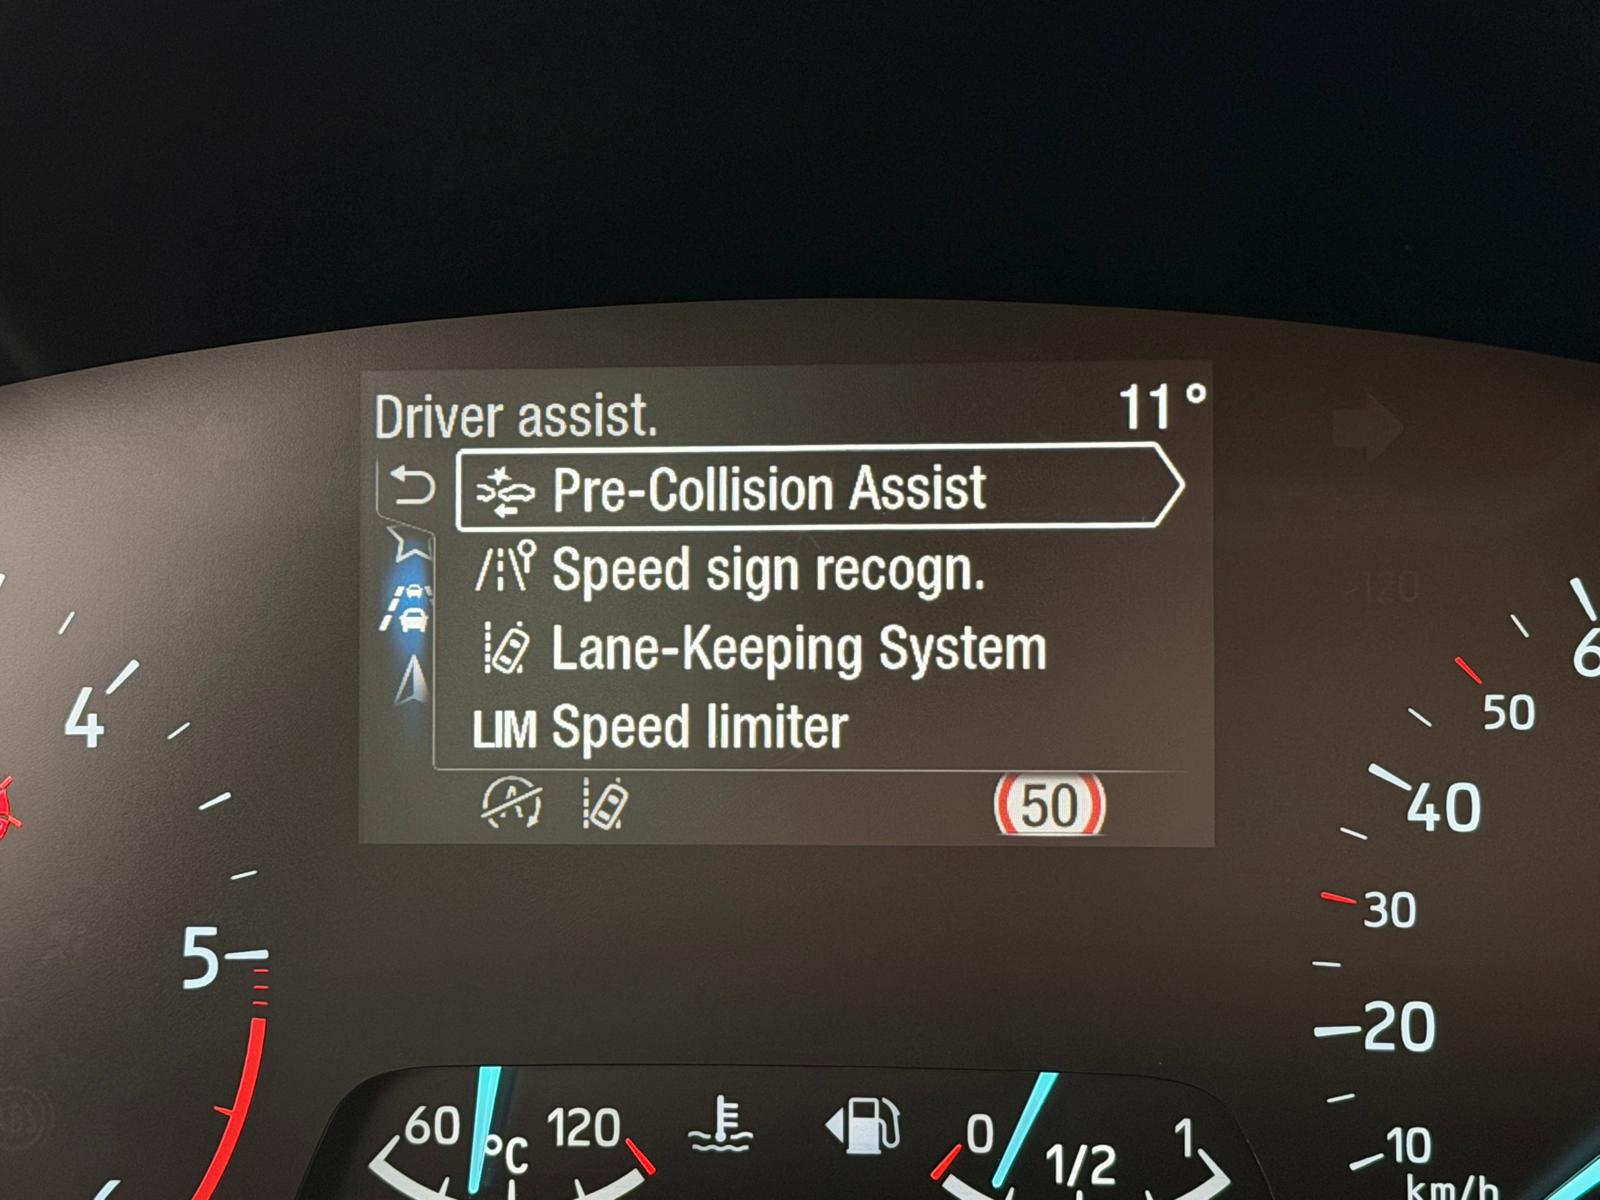 Driver assist.
11°
Pre-Collision Assist
Speed sign recogn.
Lane-Keeping System
LIM Speed limiter
50
4
5
60
°C
120
0
1/2
1
6
50
40
30
20
10
km/h